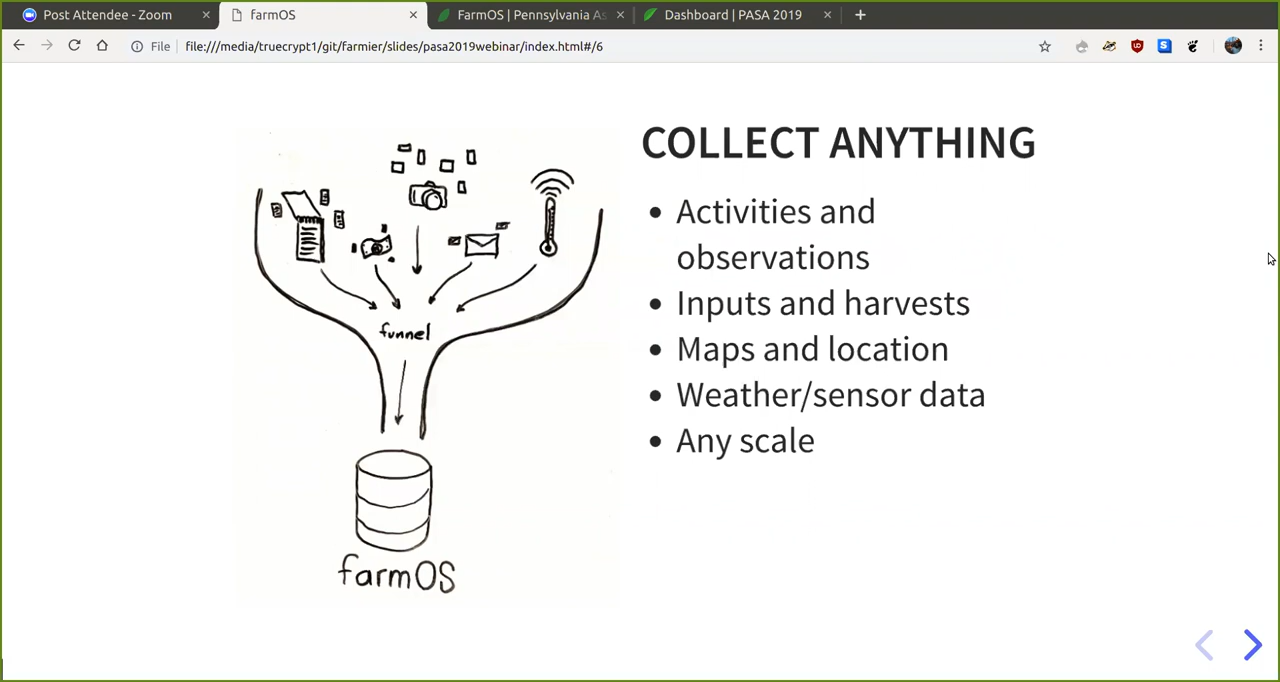 Post Attendee - Zoom
farmOS
FarmOS | Pennsylvania As
Dashboard | PASA 2019
File
file:///media/truecrypt1/git/farmier/slides/pasa2019webinar/index.html#/6
COLLECT ANYTHING
Activities and
observations
Inputs and harvests
Maps and location
Weather/sensor data
Any scale
funnel
farmOS